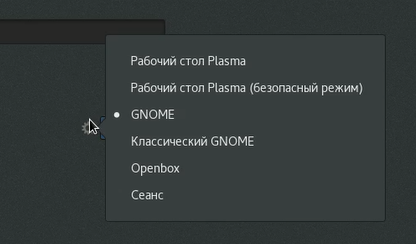 Рабочий стол Plasma
Рабочий стол Plasma (безопасный режим)
GNOME
Классический GNOME
Openbox
Сеанс